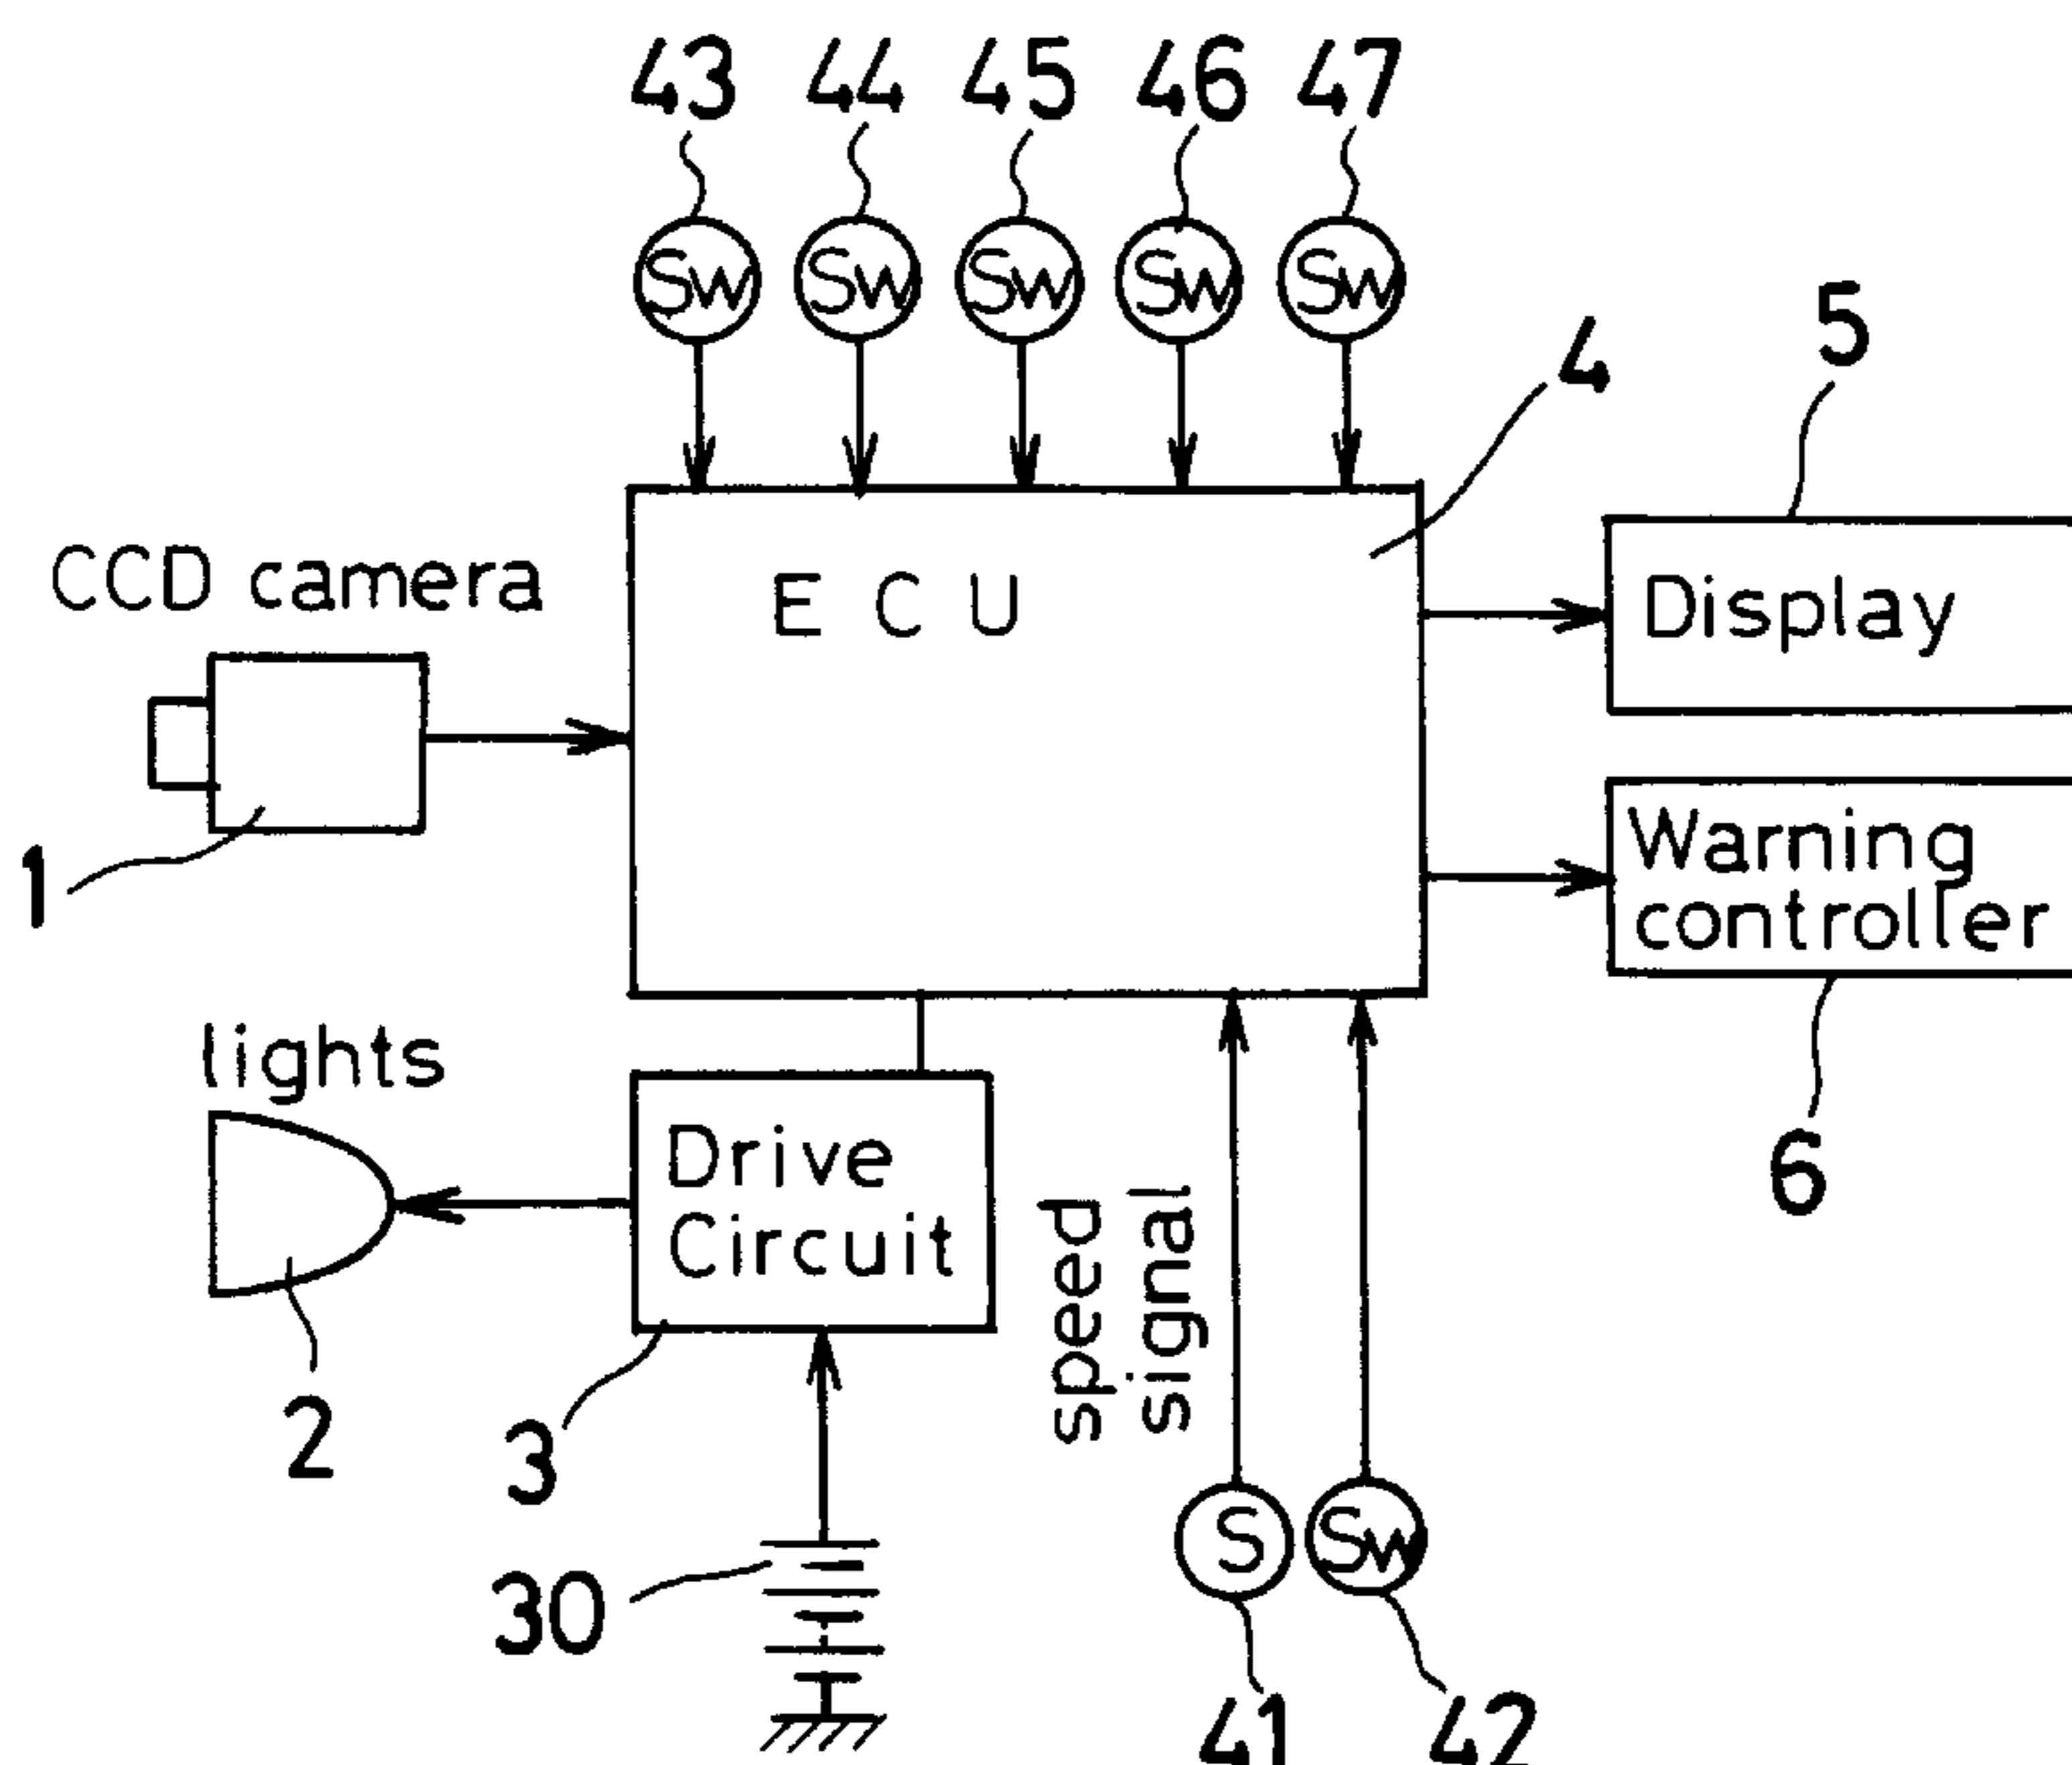 43 44 45 46 47
SW SW SW SW SW
4
5
CCD camera
E C U
Display
1
Warning
controller
lights
Drive
Circuit
speed
signal
6
2
3
30
S SW
41 42